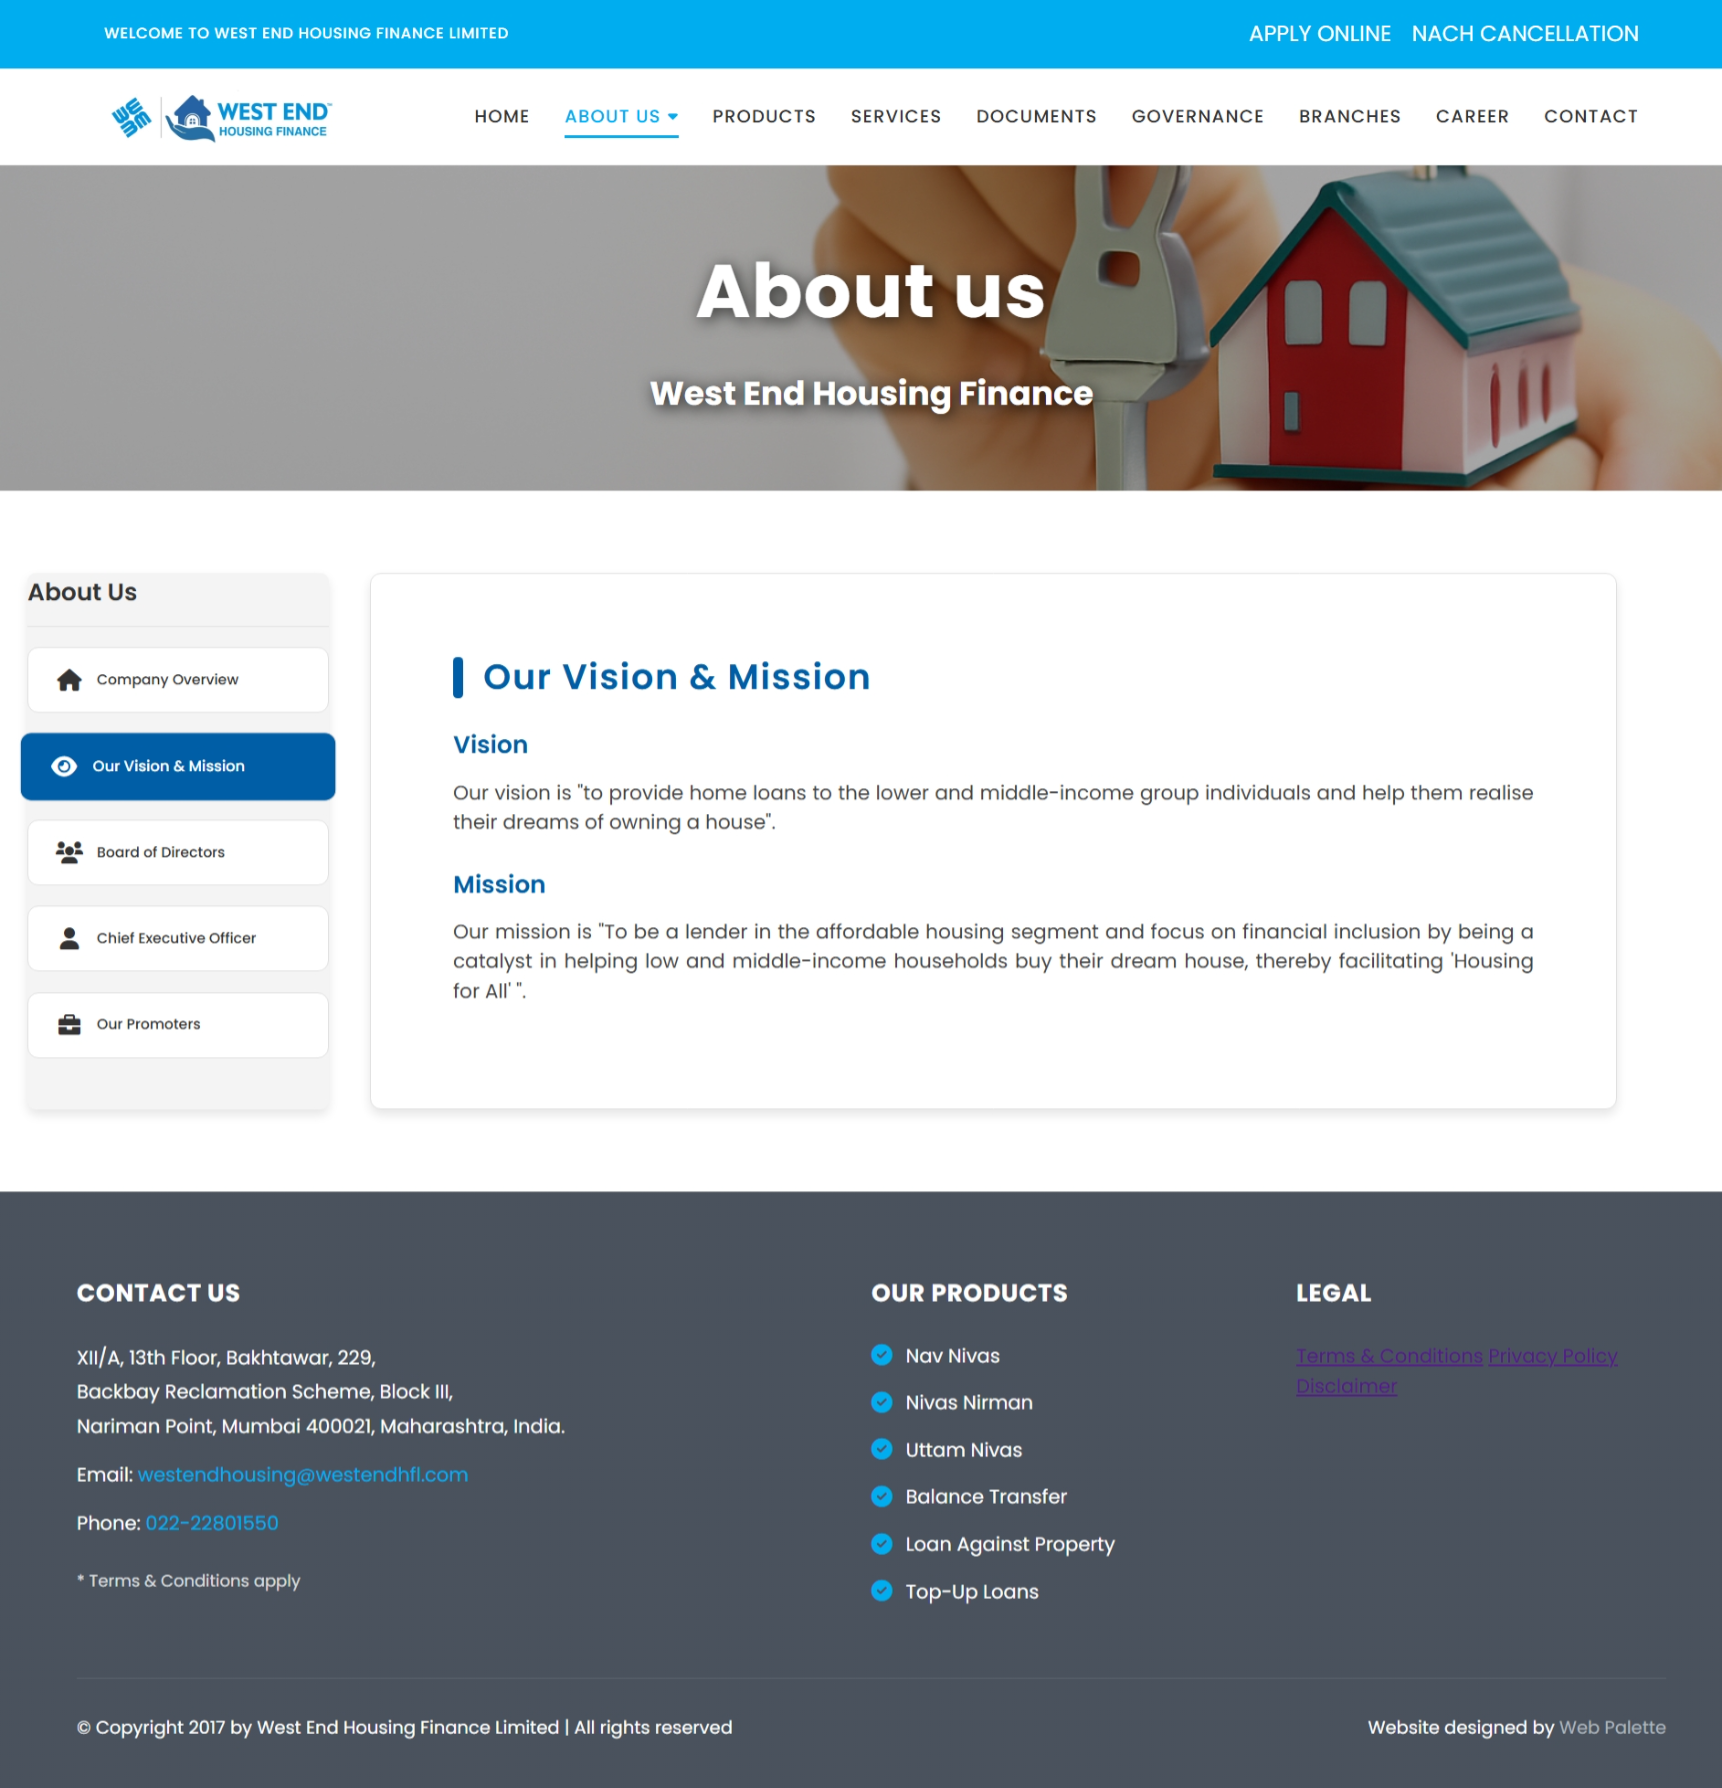 WELCOME TO WEST END HOUSING FINANCE LIMITED
APPLY ONLINE NACH CANCELLATION
WEST END™
HOUSING FINANCE
HOME ABOUT US PRODUCTS SERVICES DOCUMENTS GOVERNANCE BRANCHES CAREER CONTACT
About us
West End Housing Finance
About Us
Company Overview
Our Vision & Mission
Board of Directors
Chief Executive Officer
Our Promoters
Our Vision & Mission
Vision
Our vision is "to provide home loans to the lower and middle-income group individuals and help them realise
their dreams of owning a house".
Mission
Our mission is "To be a lender in the affordable housing segment and focus on financial inclusion by being a
catalyst in helping low and middle-income households buy their dream house, thereby facilitating 'Housing
for All' ".
CONTACT US
XII/A, 13th Floor, Bakhtawar, 229,
Backbay Reclamation Scheme, Block III,
Nariman Point, Mumbai 400021, Maharashtra, India.
Email: westendhousing@westendhfl.com
Phone: 022-22801550
* Terms & Conditions apply
OUR PRODUCTS
Nav Nivas
Nivas Nirman
Uttam Nivas
Balance Transfer
Loan Against Property
Top-Up Loans
LEGAL
Terms & Conditions Privacy Policy
Disclaimer
© Copyright 2017 by West End Housing Finance Limited | All rights reserved
Website designed by Web Palette